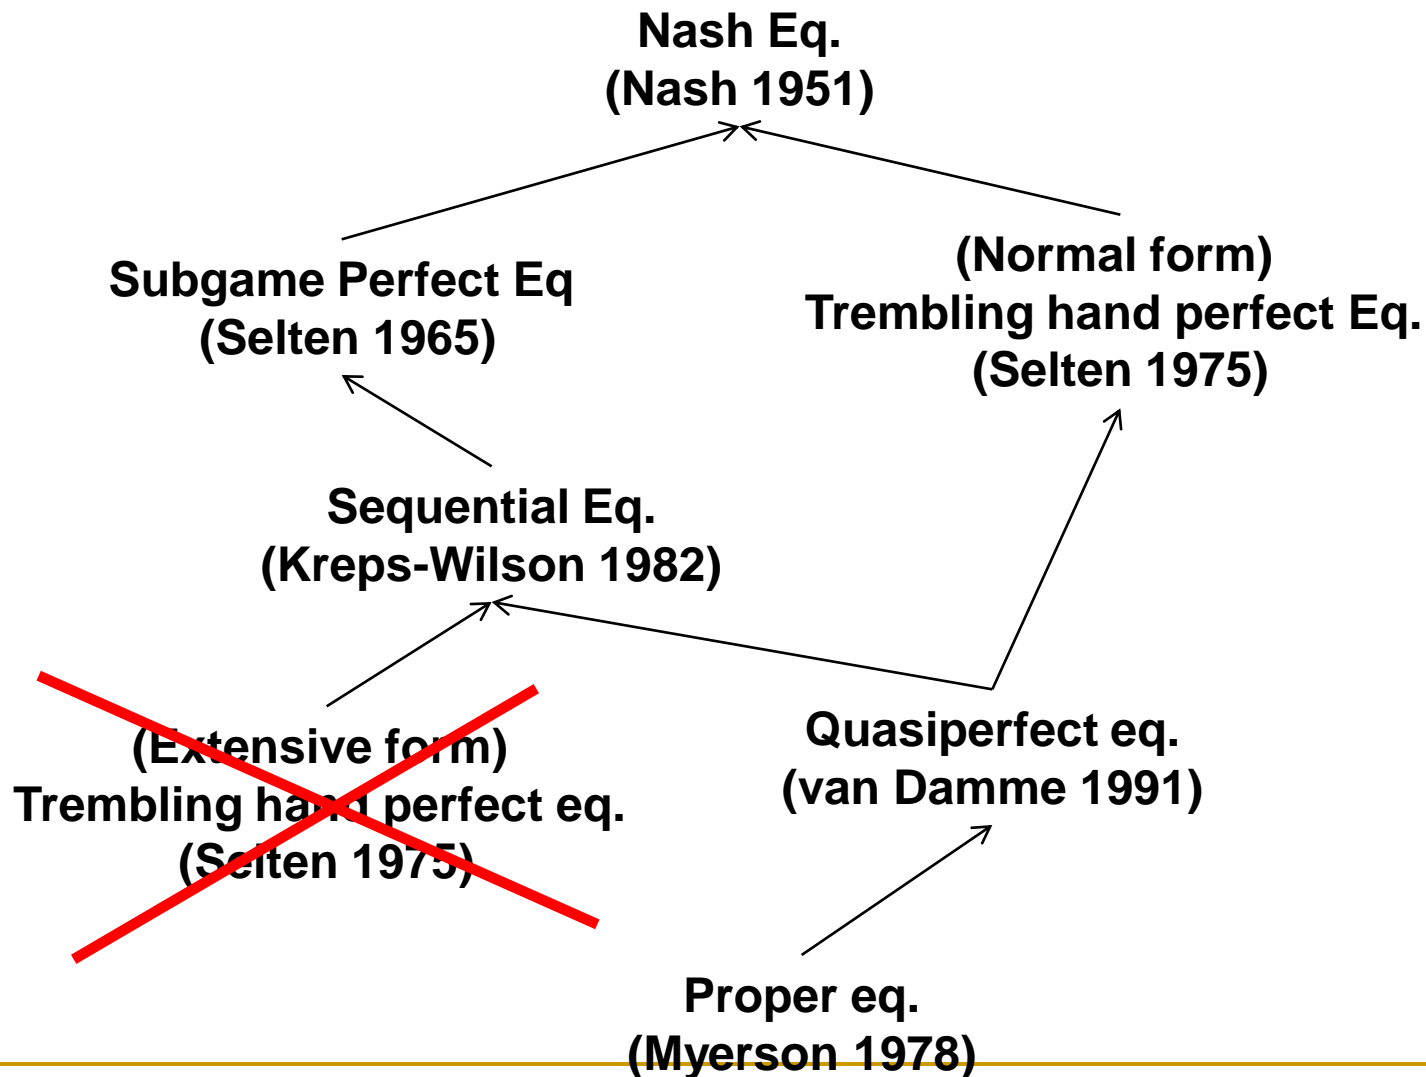 Nash Eq.
(Nash 1951)
Subgame Perfect Eq
(Selten 1965)
(Normal form)
Trembling hand perfect Eq.
(Selten 1975)
Sequential Eq.
(Kreps-Wilson 1982)
(Extensive form)
Trembling hand perfect eq.
(Selten 1975)
Quasiperfect eq.
(van Damme 1991)
Proper eq.
(Myerson 1978)